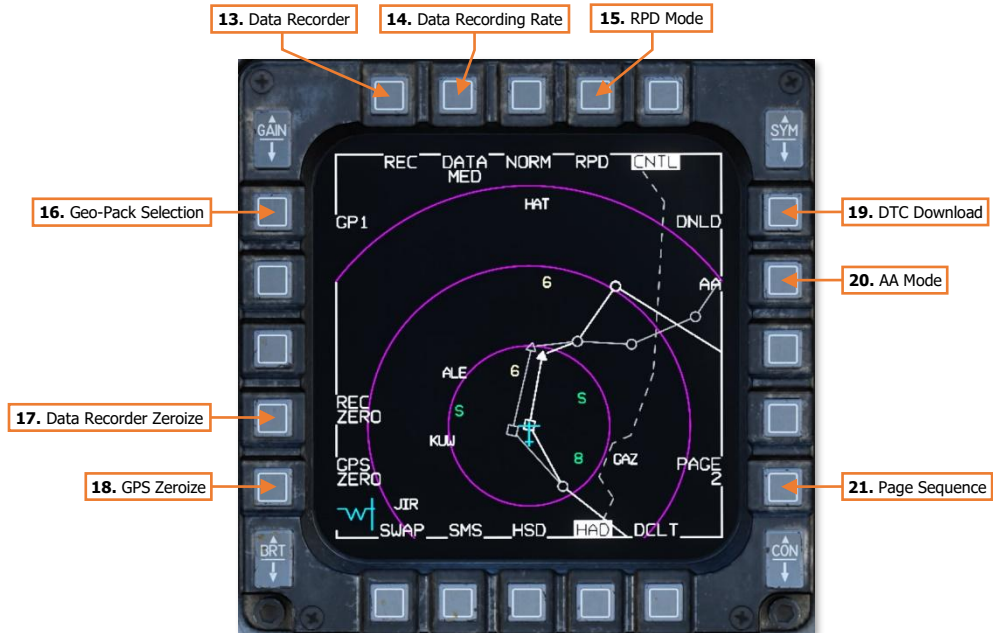 13. Data Recorder
14. Data Recording Rate
15. RPD Mode
GAIN
SYM
REC DATA NORM RPD CNTL
MED
16. Geo-Pack Selection
GP1
HAT
DNLD
19. DTC Download
6
AA
20. AA Mode
ALE
6
S
S
REC
ZERO
17. Data Recorder Zeroize
KUW
8
GAZ
PAGE
2
GPS
ZERO
18. GPS Zeroize
21. Page Sequence
JIR
W
SWAP SMS HSD HAD DCLT
BRT
CON